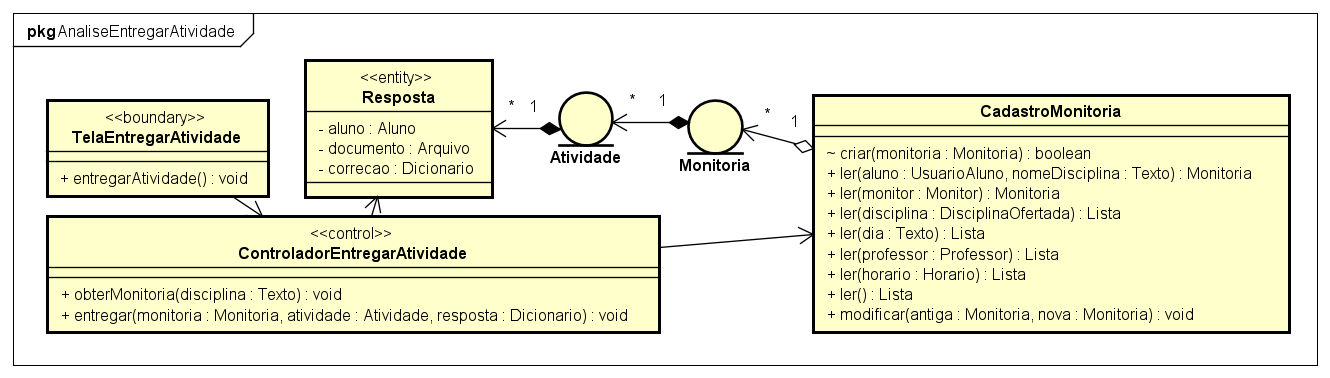 pkg AnaliseEntregarAtividade
<<boundary>>
TelaEntregarAtividade
+ entregarAtividade() : void
<<entity>>
Resposta
- aluno : Aluno
- documento : Arquivo
- correcao : Dicionario
* 1
Atividade
* 1
Monitoria
* 1
CadastroMonitoria
~ criar(monitoria : Monitoria) : boolean
+ ler(aluno : UsuarioAluno, nomeDisciplina : Texto) : Monitoria
+ ler(monitor : Monitor) : Monitoria
+ ler(disciplina : DisciplinaOfertada) : Lista
+ ler(dia : Texto) : Lista
+ ler(professor : Professor) : Lista
+ ler(horario : Horario) : Lista
+ ler() : Lista
+ modificar(antiga : Monitoria, nova : Monitoria) : void
<<control>>
ControladorEntregarAtividade
+ obterMonitoria(disciplina : Texto) : void
+ entregar(monitoria : Monitoria, atividade : Atividade, resposta : Dicionario) : void